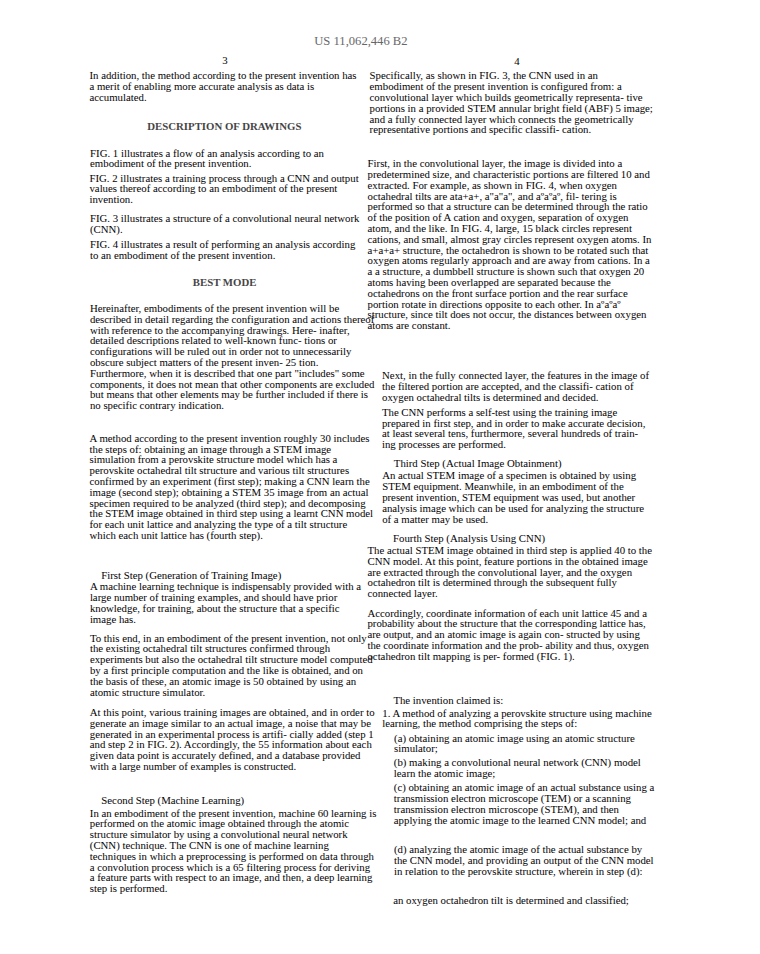 US 11,062,446 B2
3
In addition, the method according to the present invention has
a merit of enabling more accurate analysis as data is
accumulated.
DESCRIPTION OF DRAWINGS
FIG. 1 illustrates a flow of an analysis according to an
embodiment of the present invention.
FIG. 2 illustrates a training process through a CNN and output
values thereof according to an embodiment of the present
invention.
FIG. 3 illustrates a structure of a convolutional neural network
(CNN).
FIG. 4 illustrates a result of performing an analysis according
to an embodiment of the present invention.
BEST MODE
Hereinafter, embodiments of the present invention will be
described in detail regarding the configuration and actions thereof
with reference to the accompanying drawings. Here- inafter,
detailed descriptions related to well-known func- tions or
configurations will be ruled out in order not to unnecessarily
obscure subject matters of the present inven- 25 tion.
Furthermore, when it is described that one part "includes" some
components, it does not mean that other components are excluded
but means that other elements may be further included if there is
no specific contrary indication.
A method according to the present invention roughly 30 includes
the steps of: obtaining an image through a STEM image
simulation from a perovskite structure model which has a
perovskite octahedral tilt structure and various tilt structures
confirmed by an experiment (first step); making a CNN learn the
image (second step); obtaining a STEM 35 image from an actual
specimen required to be analyzed (third step); and decomposing
the STEM image obtained in third step using a learnt CNN model
for each unit lattice and analyzing the type of a tilt structure
which each unit lattice has (fourth step).
First Step (Generation of Training Image)
A machine learning technique is indispensably provided with a
large number of training examples, and should have prior
knowledge, for training, about the structure that a specific
image has.
To this end, in an embodiment of the present invention, not only
the existing octahedral tilt structures confirmed through
experiments but also the octahedral tilt structure model computed
by a first principle computation and the like is obtained, and on
the basis of these, an atomic image is 50 obtained by using an
atomic structure simulator.
At this point, various training images are obtained, and in order to
generate an image similar to an actual image, a noise that may be
generated in an experimental process is artifi- cially added (step 1
and step 2 in FIG. 2). Accordingly, the 55 information about each
given data point is accurately defined, and a database provided
with a large number of examples is constructed.
Second Step (Machine Learning)
In an embodiment of the present invention, machine 60 learning is
performed on the atomic image obtained through the atomic
structure simulator by using a convolutional neural network
(CNN) technique. The CNN is one of machine learning
techniques in which a preprocessing is performed on data through
a convolution process which is a 65 filtering process for deriving
a feature parts with respect to an image, and then, a deep learning
step is performed.
4
Specifically, as shown in FIG. 3, the CNN used in an
embodiment of the present invention is configured from: a
convolutional layer which builds geometrically representa- tive
portions in a provided STEM annular bright field (ABF) 5 image;
and a fully connected layer which connects the geometrically
representative portions and specific classifi- cation.
First, in the convolutional layer, the image is divided into a
predetermined size, and characteristic portions are filtered 10 and
extracted. For example, as shown in FIG. 4, when oxygen
octahedral tilts are ata+a+, a"a"a", and aºaºaº, fil- tering is
performed so that a structure can be determined through the ratio
of the position of A cation and oxygen, separation of oxygen
atom, and the like. In FIG. 4, large, 15 black circles represent
cations, and small, almost gray circles represent oxygen atoms. In
a+a+a+ structure, the octahedron is shown to be rotated such that
oxygen atoms regularly approach and are away from cations. In a
a a structure, a dumbbell structure is shown such that oxygen 20
atoms having been overlapped are separated because the
octahedrons on the front surface portion and the rear surface
portion rotate in directions opposite to each other. In aºaºaº
structure, since tilt does not occur, the distances between oxygen
atoms are constant.
Next, in the fully connected layer, the features in the image of
the filtered portion are accepted, and the classifi- cation of
oxygen octahedral tilts is determined and decided.
The CNN performs a self-test using the training image
prepared in first step, and in order to make accurate decision,
at least several tens, furthermore, several hundreds of train-
ing processes are performed.
Third Step (Actual Image Obtainment)
An actual STEM image of a specimen is obtained by using
STEM equipment. Meanwhile, in an embodiment of the
present invention, STEM equipment was used, but another
analysis image which can be used for analyzing the structure
of a matter may be used.
Fourth Step (Analysis Using CNN)
The actual STEM image obtained in third step is applied 40 to the
CNN model. At this point, feature portions in the obtained image
are extracted through the convolutional layer, and the oxygen
octahedron tilt is determined through the subsequent fully
connected layer.
Accordingly, coordinate information of each unit lattice 45 and a
probability about the structure that the corresponding lattice has,
are output, and an atomic image is again con- structed by using
the coordinate information and the prob- ability and thus, oxygen
octahedron tilt mapping is per- formed (FIG. 1).
The invention claimed is:
1. A method of analyzing a perovskite structure using machine
learning, the method comprising the steps of:
(a) obtaining an atomic image using an atomic structure
simulator;
(b) making a convolutional neural network (CNN) model
learn the atomic image;
(c) obtaining an atomic image of an actual substance using a
transmission electron microscope (TEM) or a scanning
transmission electron microscope (STEM), and then
applying the atomic image to the learned CNN model; and
(d) analyzing the atomic image of the actual substance by
the CNN model, and providing an output of the CNN model
in relation to the perovskite structure, wherein in step (d):
an oxygen octahedron tilt is determined and classified;